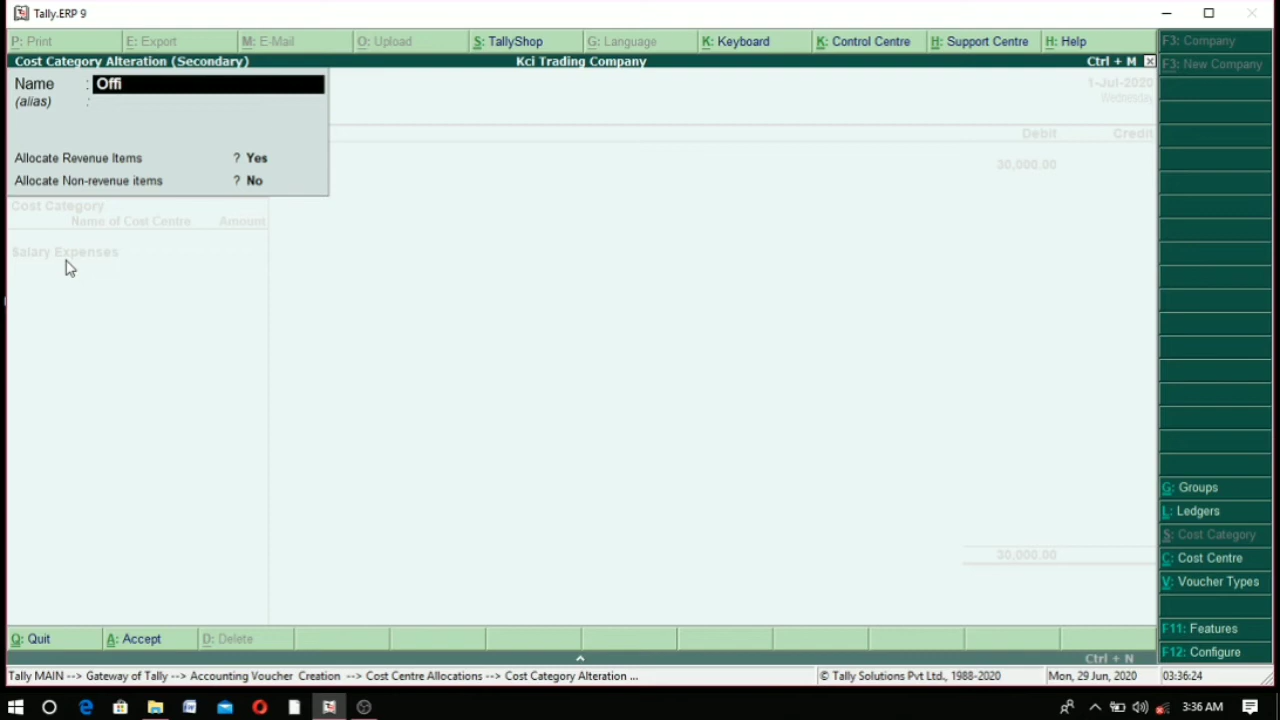 Tally.ERP 9
P: Print E: Export M: E-Mail O: Upload S: TallyShop G: Language K: Keyboard K: Control Centre H: Support Centre H: Help F3: Company
Cost Category Alteration (Secondary) Kci Trading Company Ctrl + M
F3: New Company
Name : Offi
(alias) :
1-Jul-2020
Wednesday
Debit Credit
Allocate Revenue Items ? Yes
30,000.00
Allocate Non-revenue items ? No
Cost Category
Name of Cost Centre Amount
Salary Expenses
G: Groups
L: Ledgers
S: Cost Category
C: Cost Centre
30,000.00
V: Voucher Types
F11: Features
Q: Quit A: Accept D: Delete
F12: Configure
Ctrl + N
Tally MAIN --> Gateway of Tally --> Accounting Voucher Creation --> Cost Centre Allocations --> Cost Category Alteration ... © Tally Solutions Pvt Ltd., 1988-2020 Mon, 29 Jun, 2020 03:36:24
3:36 AM